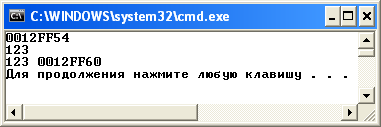 C:\WINDOWS\system32\cmd.exe
0012FF54
123
123 0012FF60
Для продолжения нажмите любую клавишу . . .